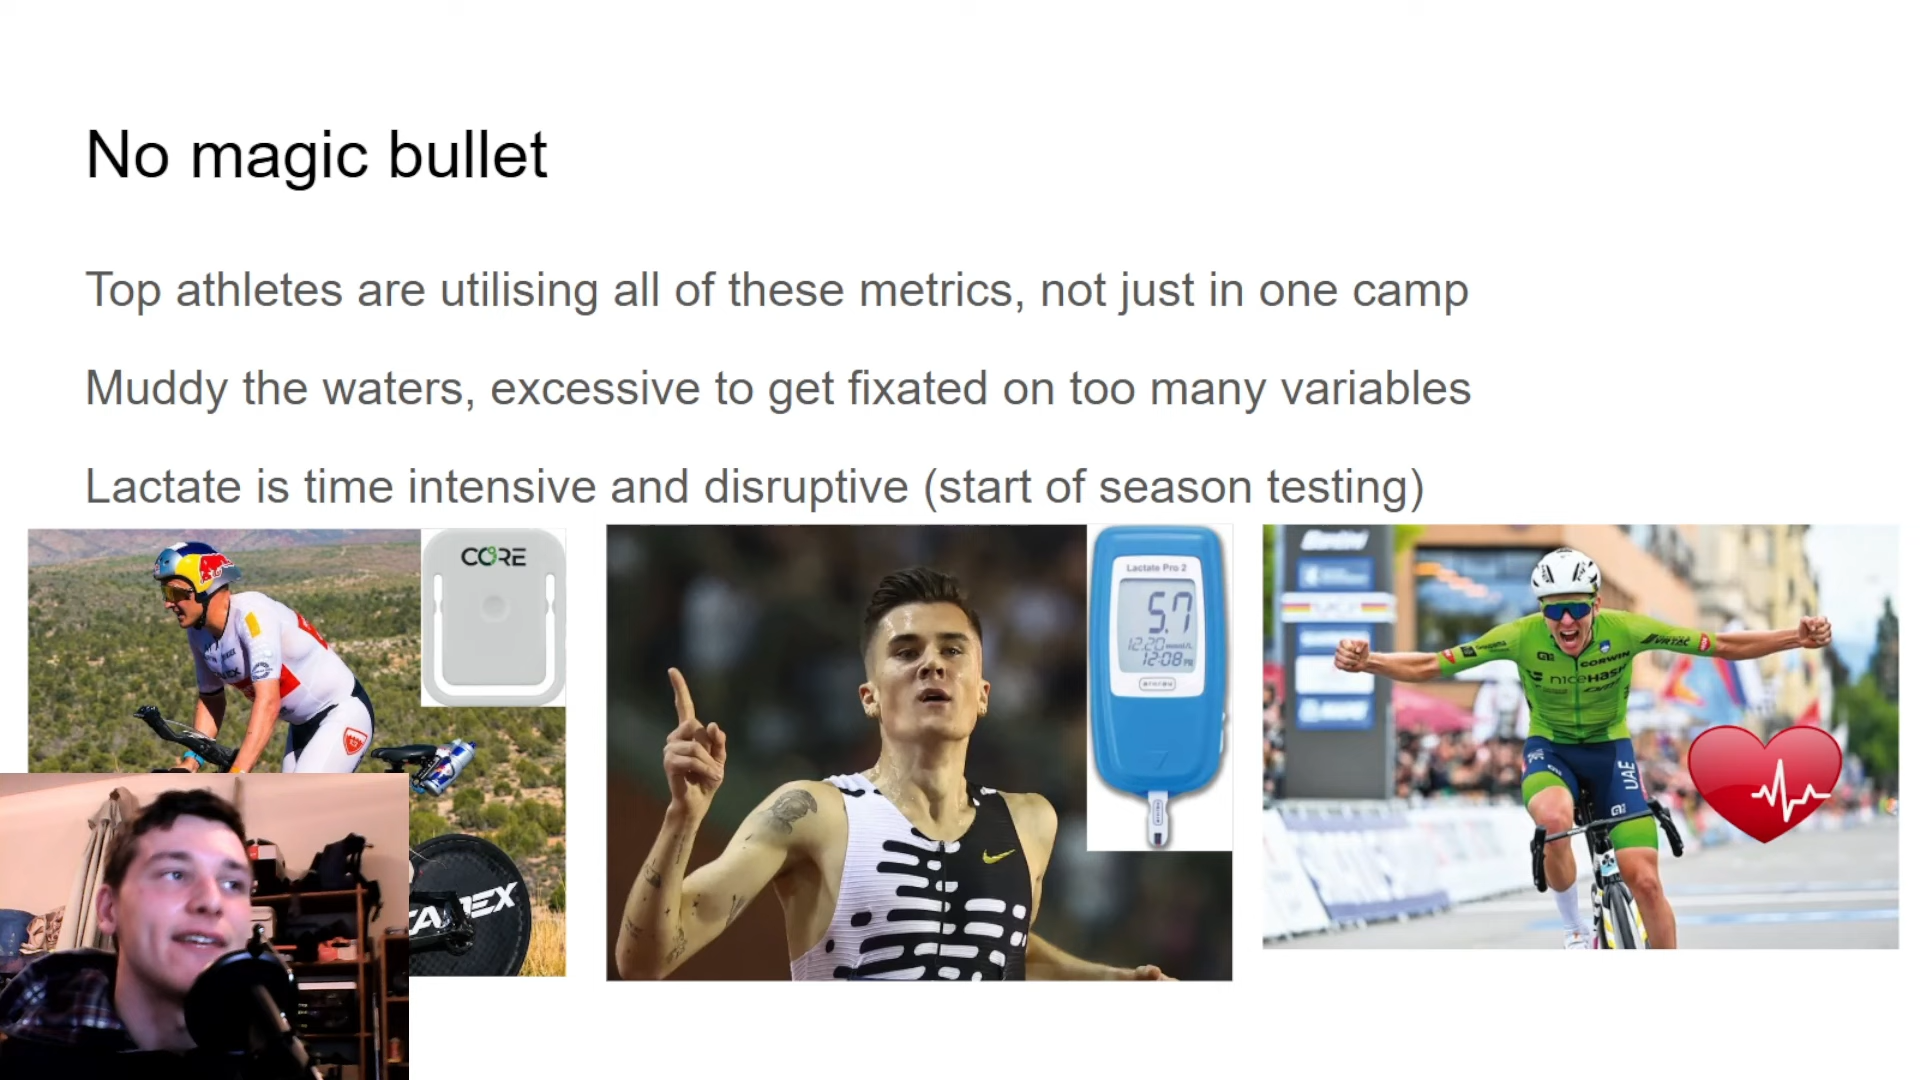 No magic bullet
Top athletes are utilising all of these metrics, not just in one camp
Muddy the waters, excessive to get fixated on too many variables
Lactate is time intensive and disruptive (start of season testing)
CORE
Lactate Pro 2
5.7
12:08
arkray
CORWIN
UAE